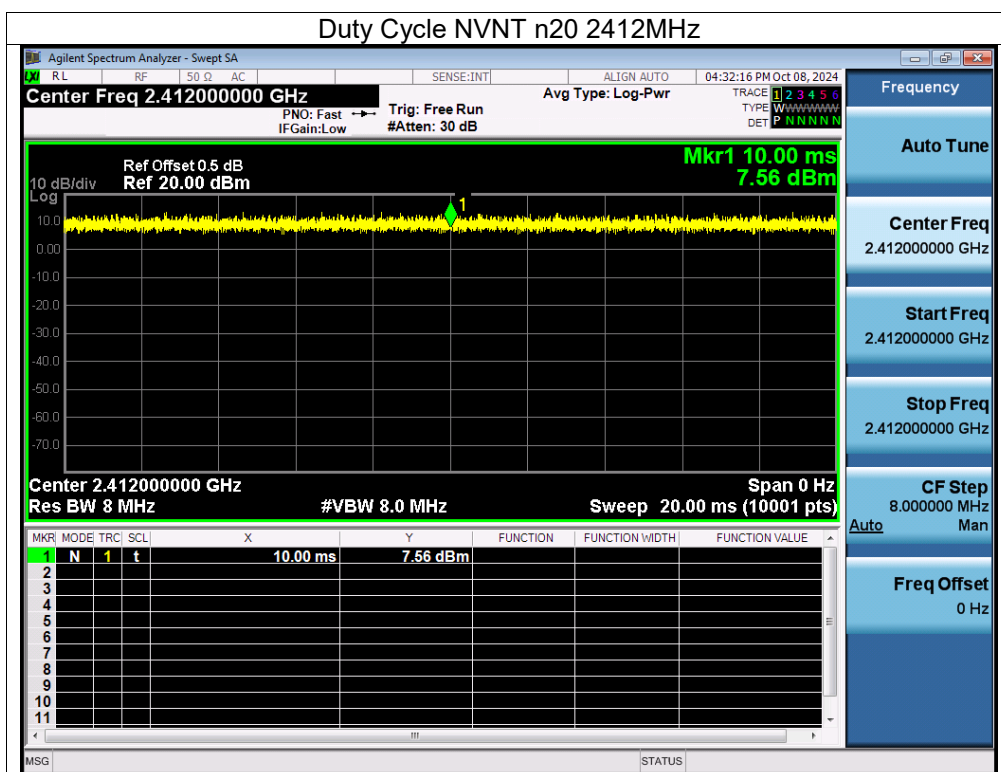 Duty Cycle NVNT n20 2412MHz
Agilent Spectrum Analyzer - Swept SA
LXI RL RF 50 Ω AC SENSE:INT ALIGN AUTO 04:32:16 PM Oct 08, 2024
Center Freq 2.412000000 GHz Avg Type: Log-Pwr TRACE 1 2 3 4 5 6
PNO: Fast Trig: Free Run TYPE WWWWWWW
IFGain:Low #Atten: 30 dB DET P N N N N N
Ref Offset 0.5 dB Mkr1 10.00 ms
10 dB/div Ref 20.00 dBm 7.56 dBm
Log
1
10.0
0.00
-10.0
-20.0
-30.0
-40.0
-50.0
-60.0
-70.0
Center 2.412000000 GHz Span 0 Hz
Res BW 8 MHz #VBW 8.0 MHz Sweep 20.00 ms (10001 pts)
MKR MODE TRC SCL X Y FUNCTION FUNCTION WIDTH FUNCTION VALUE
1 N 1 t 10.00 ms 7.56 dBm
2
3
4
5
6
7
8
9
10
11
MSG STATUS
Frequency
Auto Tune
Center Freq
2.412000000 GHz
Start Freq
2.412000000 GHz
Stop Freq
2.412000000 GHz
CF Step
8.000000 MHz
Auto Man
Freq Offset
0 Hz